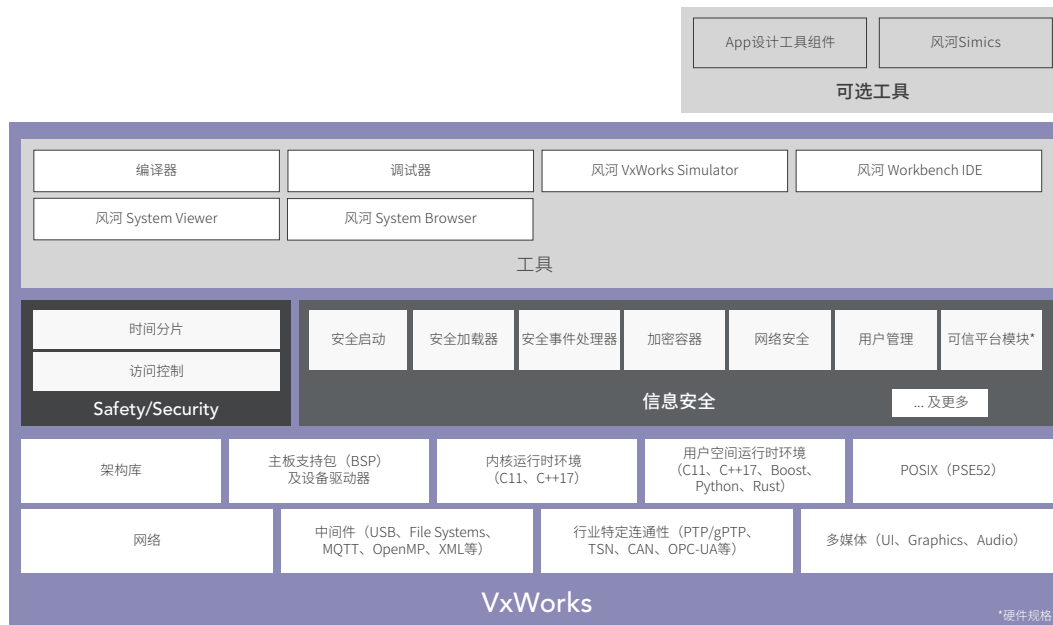 App设计工具组件
风河Simics
可选工具
编译器
调试器
风河 VxWorks Simulator
风河 Workbench IDE
风河 System Viewer
风河 System Browser
工具
时间分片
访问控制
Safety/Security
安全启动
安全加载器
安全事件处理器
加密容器
网络安全
用户管理
可信平台模块*
信息安全
... 及更多
架构库
主板支持包（BSP）
及设备驱动器
内核运行时环境
（C11、C++17）
用户空间运行时环境
（C11、C++17、Boost、
Python、Rust）
POSIX（PSE52）
网络
中间件（USB、File Systems、
MQTT、OpenMP、XML等）
行业特定连通性（PTP/gPTP、
TSN、CAN、OPC-UA等）
多媒体（UI、Graphics、Audio）
VxWorks
*硬件规格